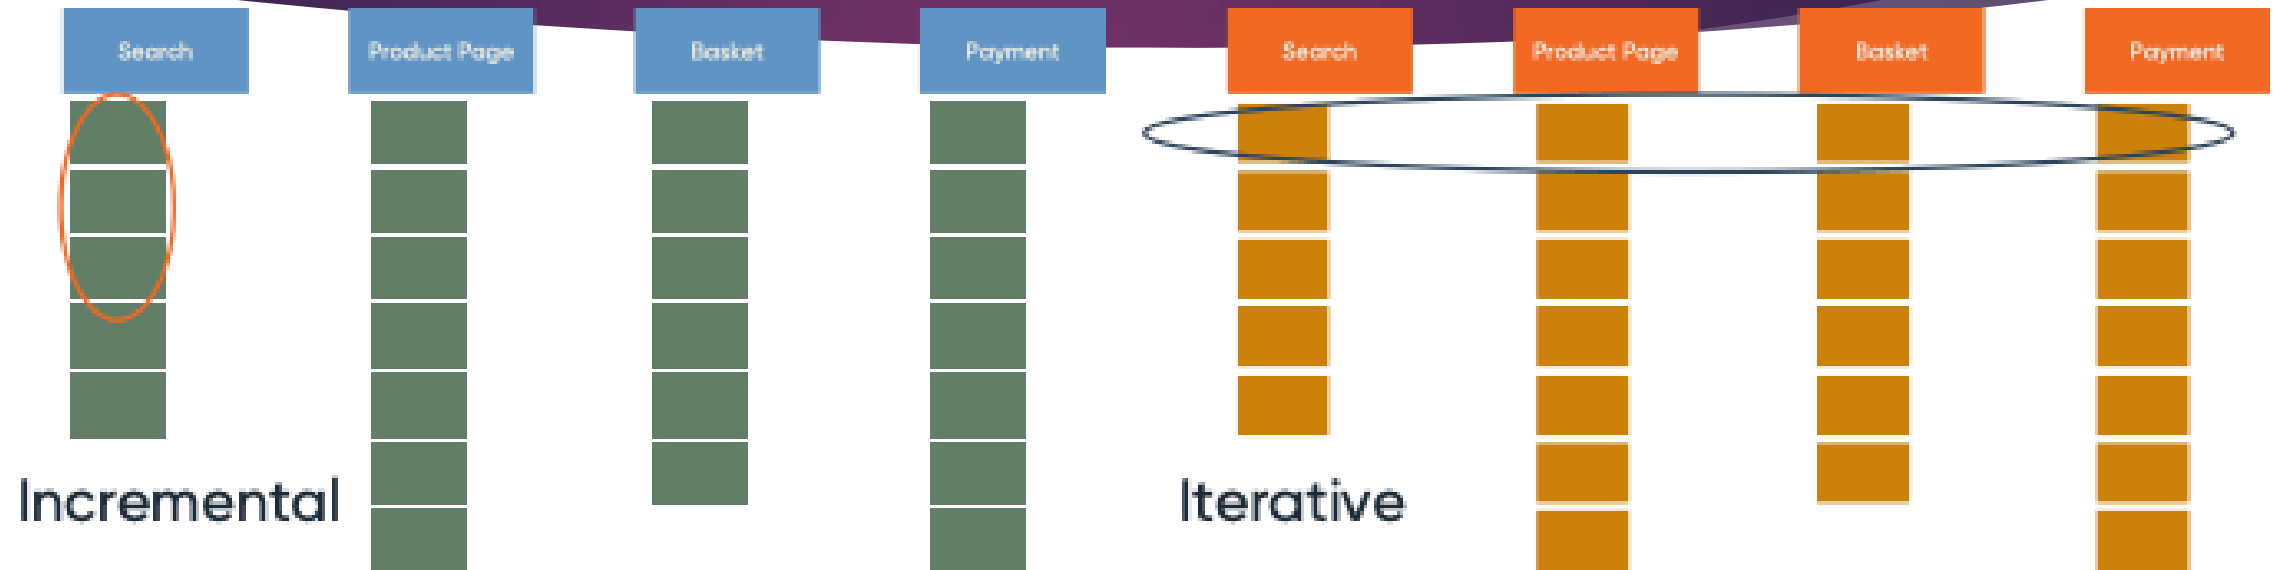 Search
Product Page
Basket
Payment
Search
Product Page
Basket
Payment
Incremental
Iterative